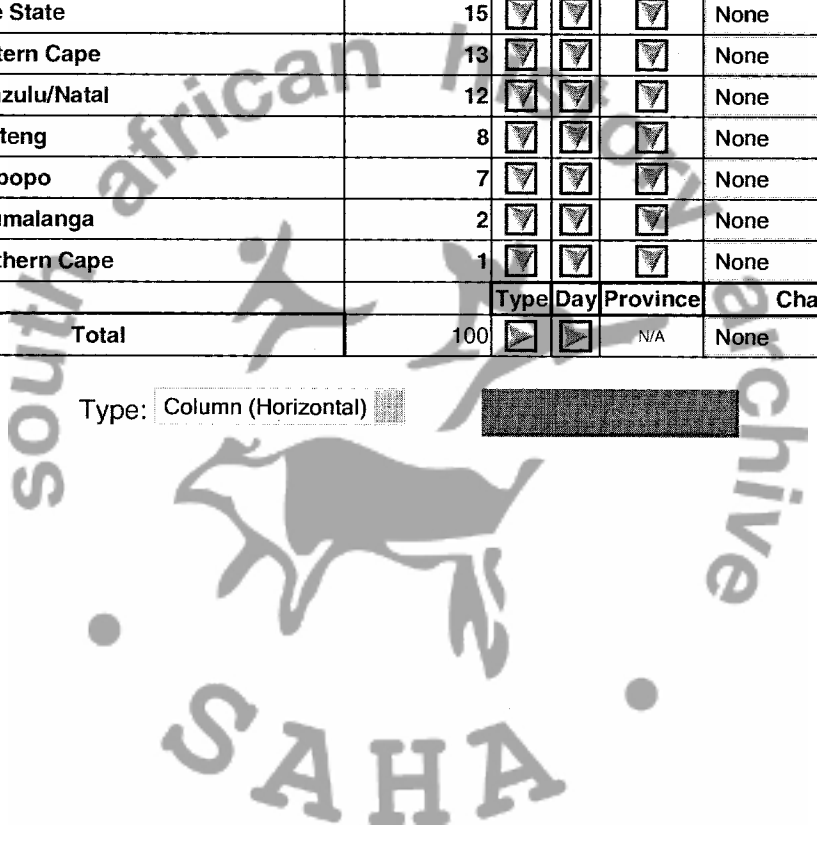 e State 15 None
tern Cape 13 None
zulu/Natal 12 None
teng 8 None
popo 7 None
umalanga 2 None
thern Cape 1 None
Type Day Province Cha
Total 100 N/A None
Type: Column (Horizontal)
south african history archive
SAHA